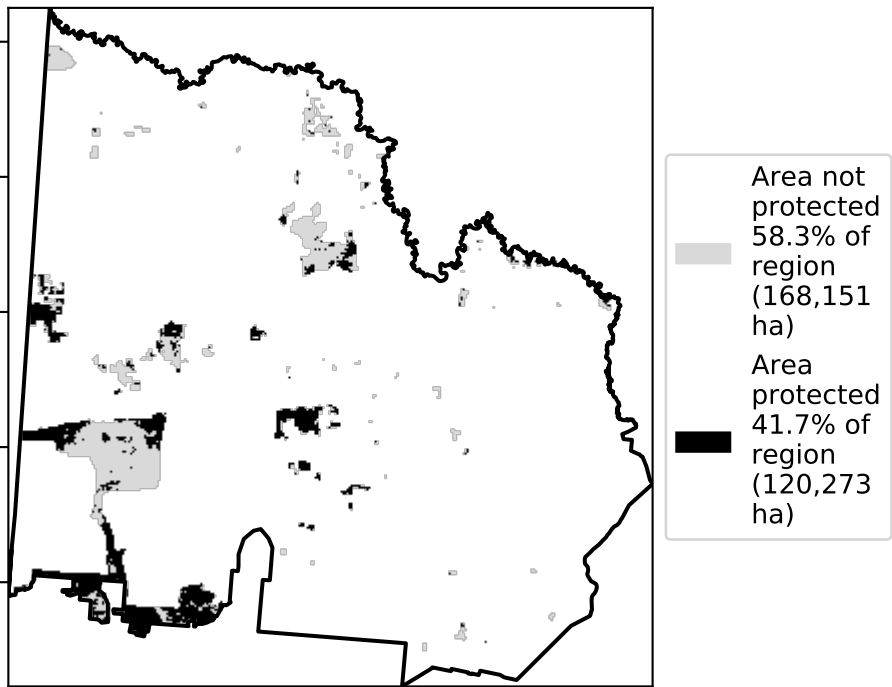 Area not
protected
58.3% of
region
(168,151
ha)
Area
protected
41.7% of
region
(120,273
ha)